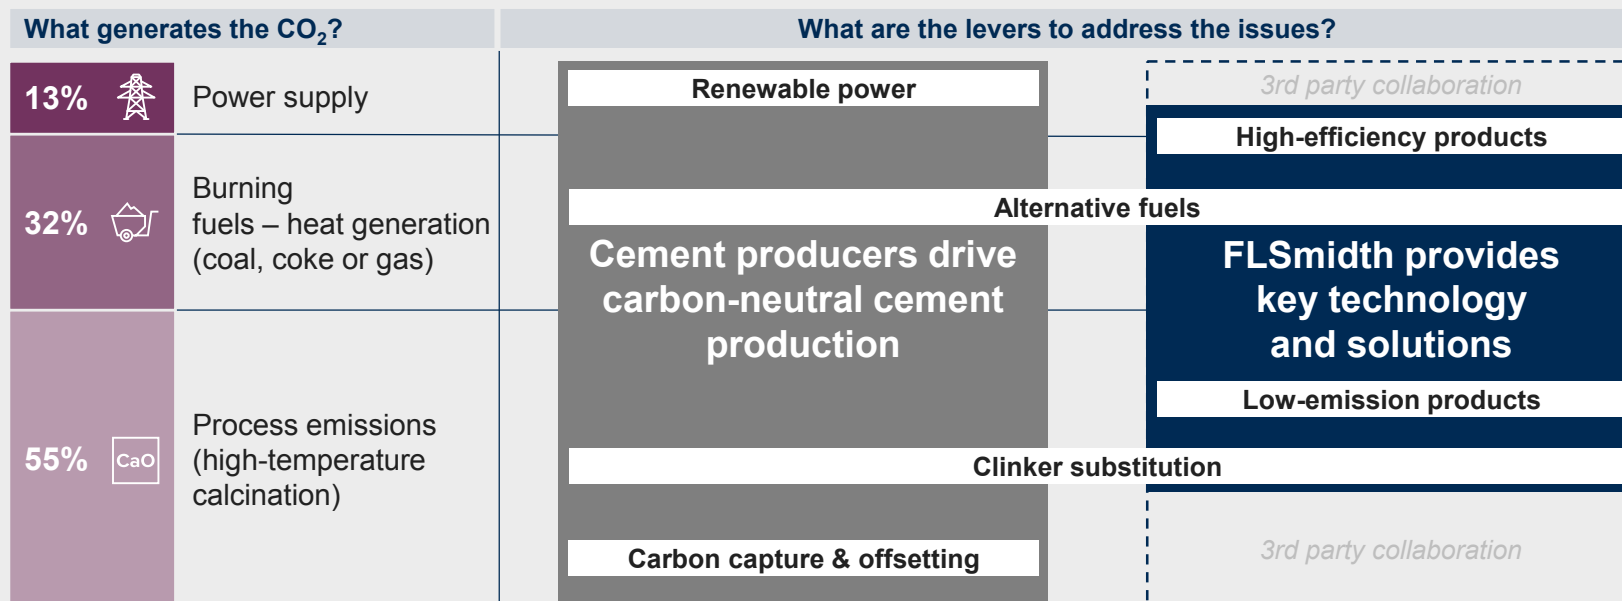 What generates the CO₂?
What are the levers to address the issues?
13%
Power supply
32%
Burning
fuels – heat generation
(coal, coke or gas)
55%
CaO
Process emissions
(high-temperature
calcination)
Renewable power
3rd party collaboration
High-efficiency products
Alternative fuels
Cement producers drive
carbon-neutral cement
production
FLSmidth provides
key technology
and solutions
Low-emission products
Clinker substitution
Carbon capture & offsetting
3rd party collaboration